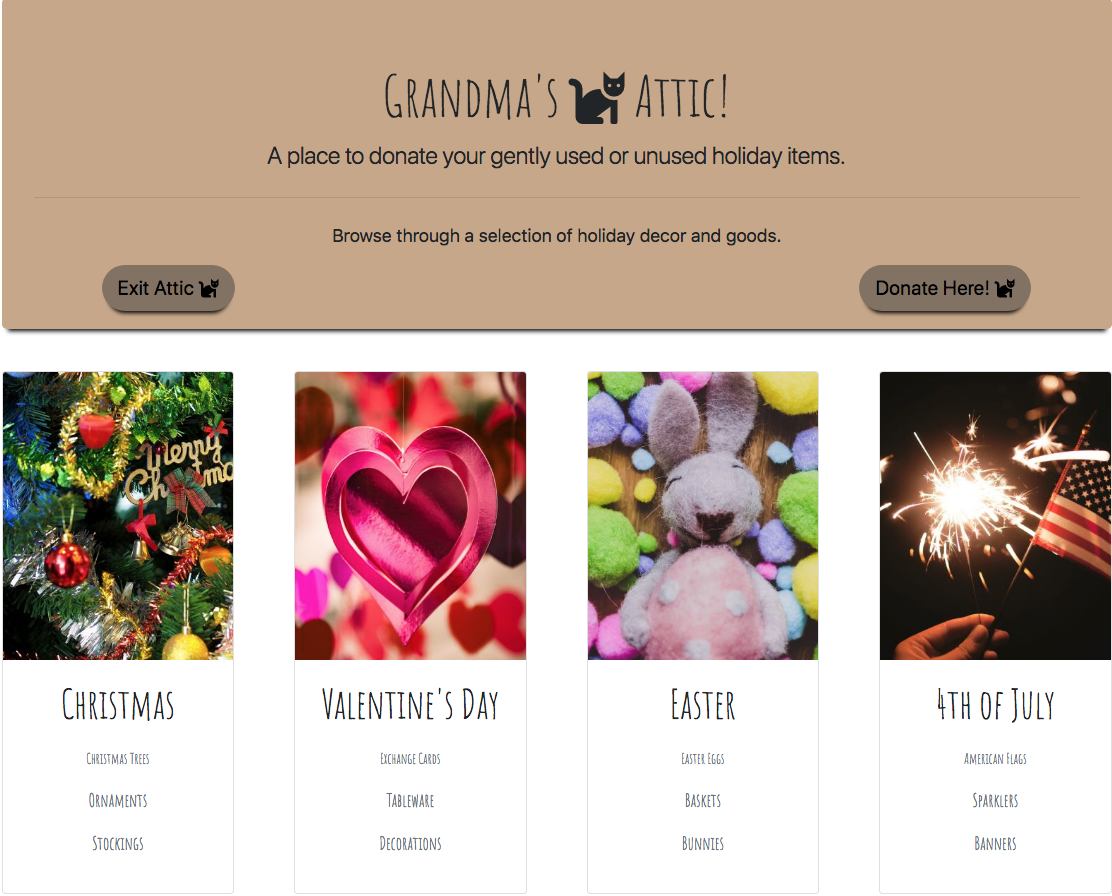 Grandma's Attic!
A place to donate your gently used or unused holiday items.
Browse through a selection of holiday decor and goods.
Exit Attic
Donate Here!
Merry
Christma
Christmas
Christmas Trees
Ornaments
Stockings
Valentine's Day
Exchange Cards
Tableware
Decorations
Easter
Easter Eggs
Baskets
Bunnies
4th of July
American Flags
Sparklers
Banners